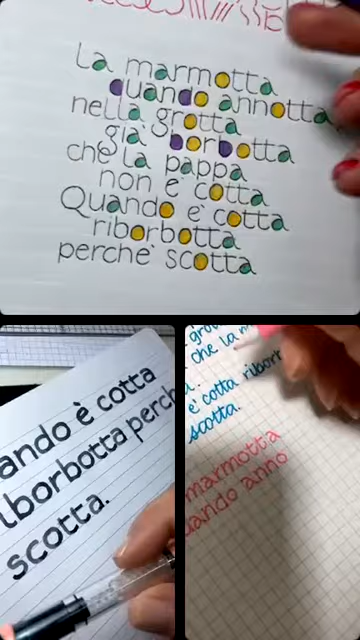 La marmotta
quando annotta
nella grotta
già borbotta
che la pappa
non è cotta
Quando è cotta
riborbotta
perchè scotta
ando è cotta
iborbotta perch
scotta.
che la m
è cotta ribor
scotta.
marmotta
uando anno